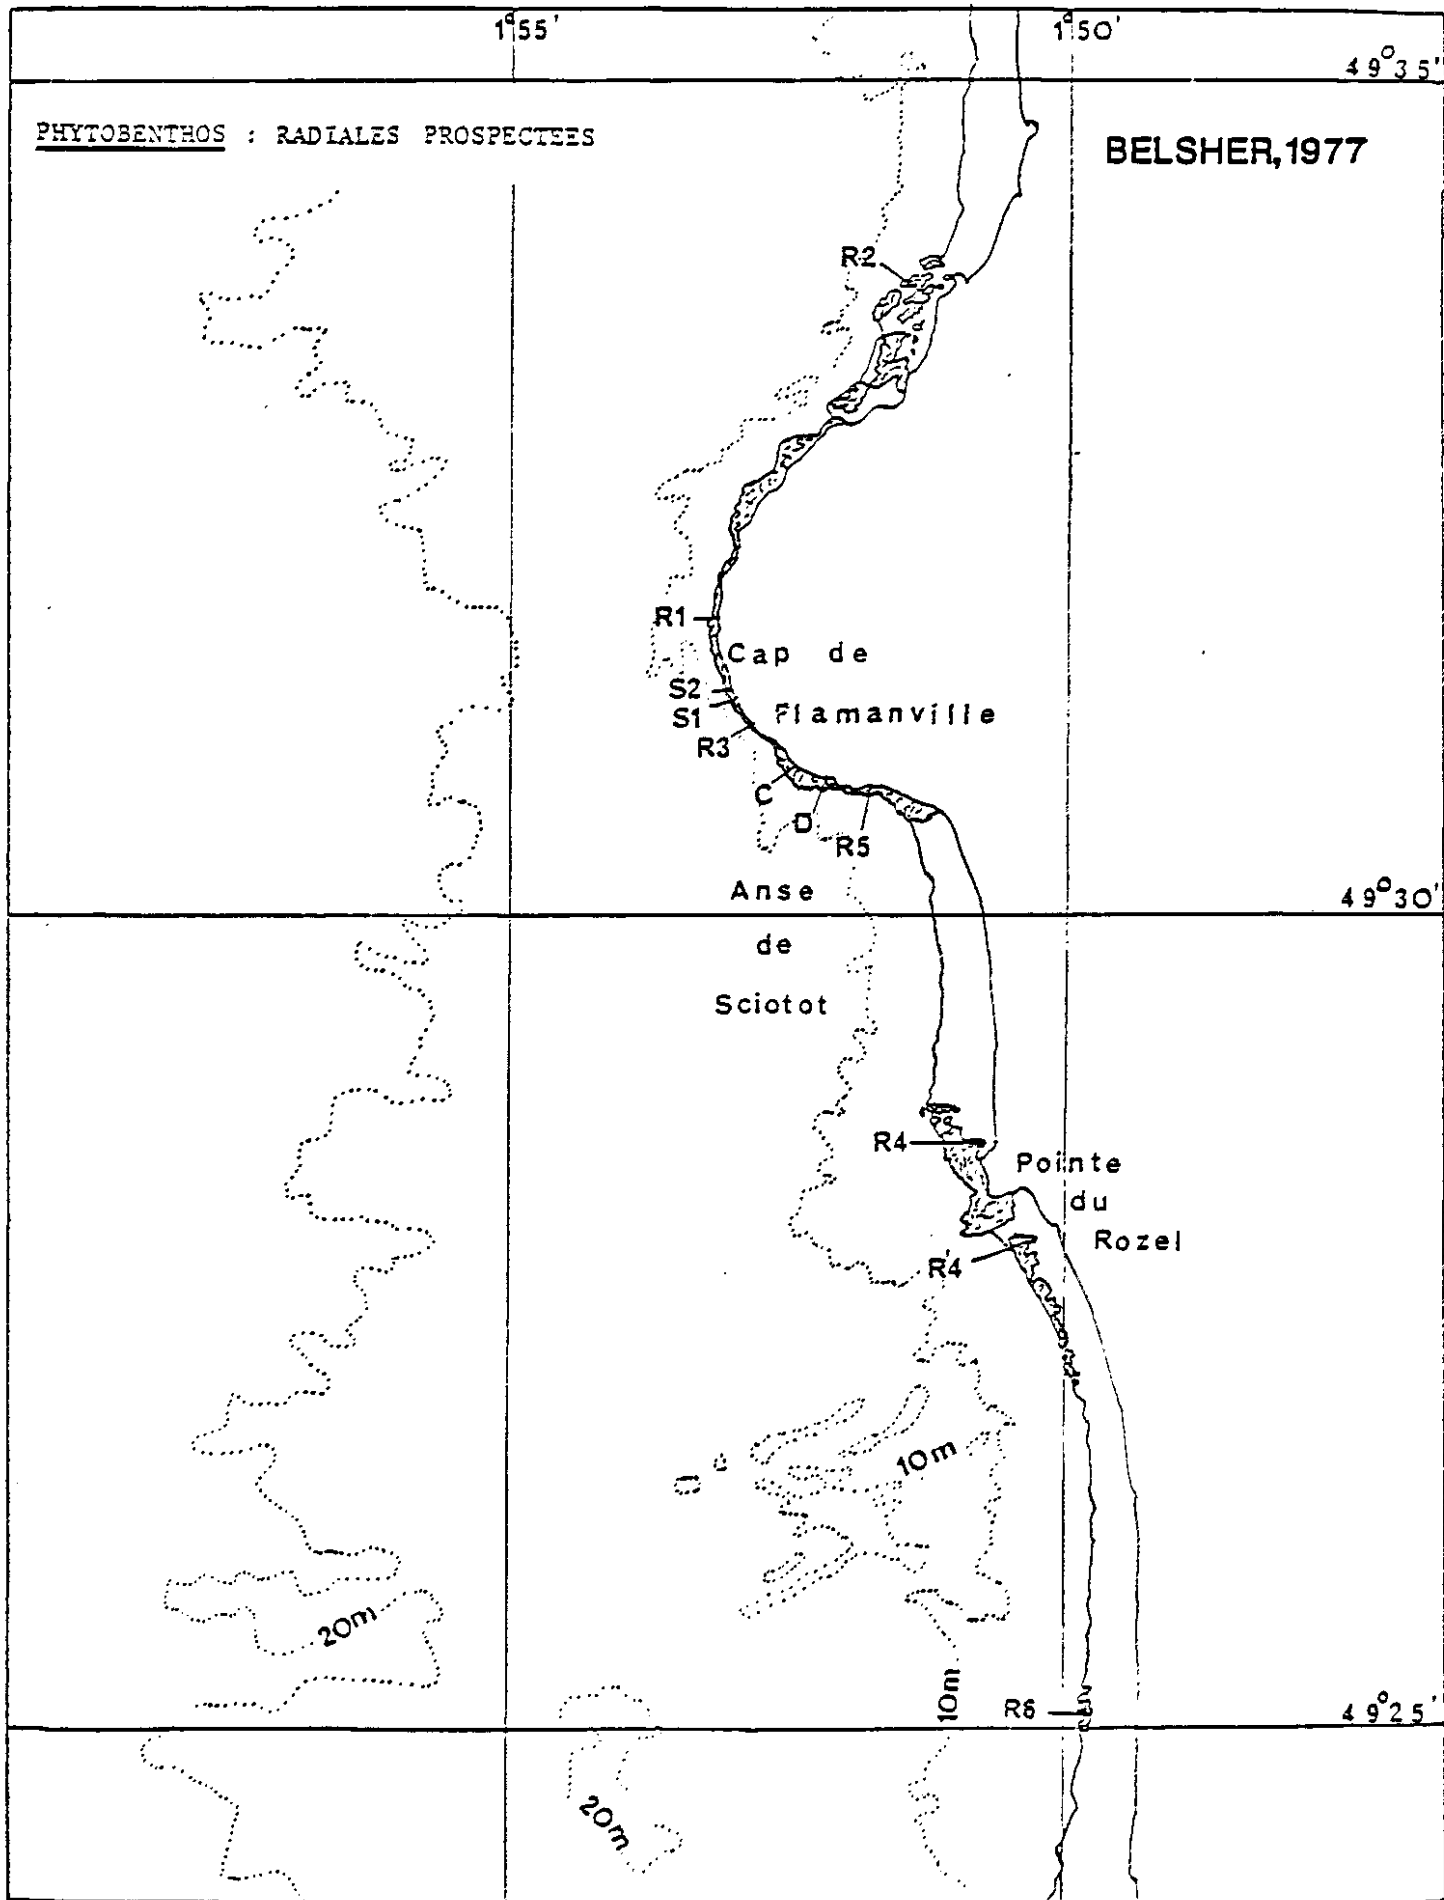 1°55'
1°50'
49°35'
PHYTOBENTHOS : RADIALES PROSPECTEES
BELSHER, 1977
R2
R1
Cap de
S2
Flamanville
S1
R3
C
D
R5
Anse
49°30'
de
Sciotot
R4
Pointe
du
Rozel
R'4
10m
20m
10m
R6
49°25'
20m